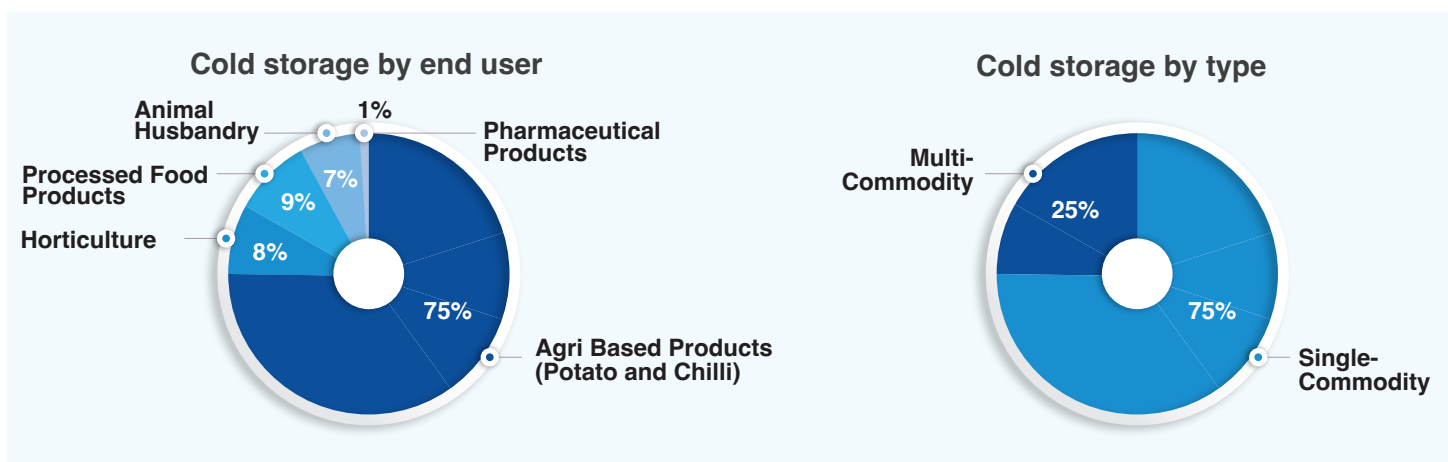 Cold storage by end user
Animal
Husbandry
1%
Pharmaceutical
Products
Processed Food
Products
7%
9%
Horticulture
8%
75%
Agri Based Products
(Potato and Chilli)
Cold storage by type
Multi-
Commodity
25%
75%
Single-
Commodity